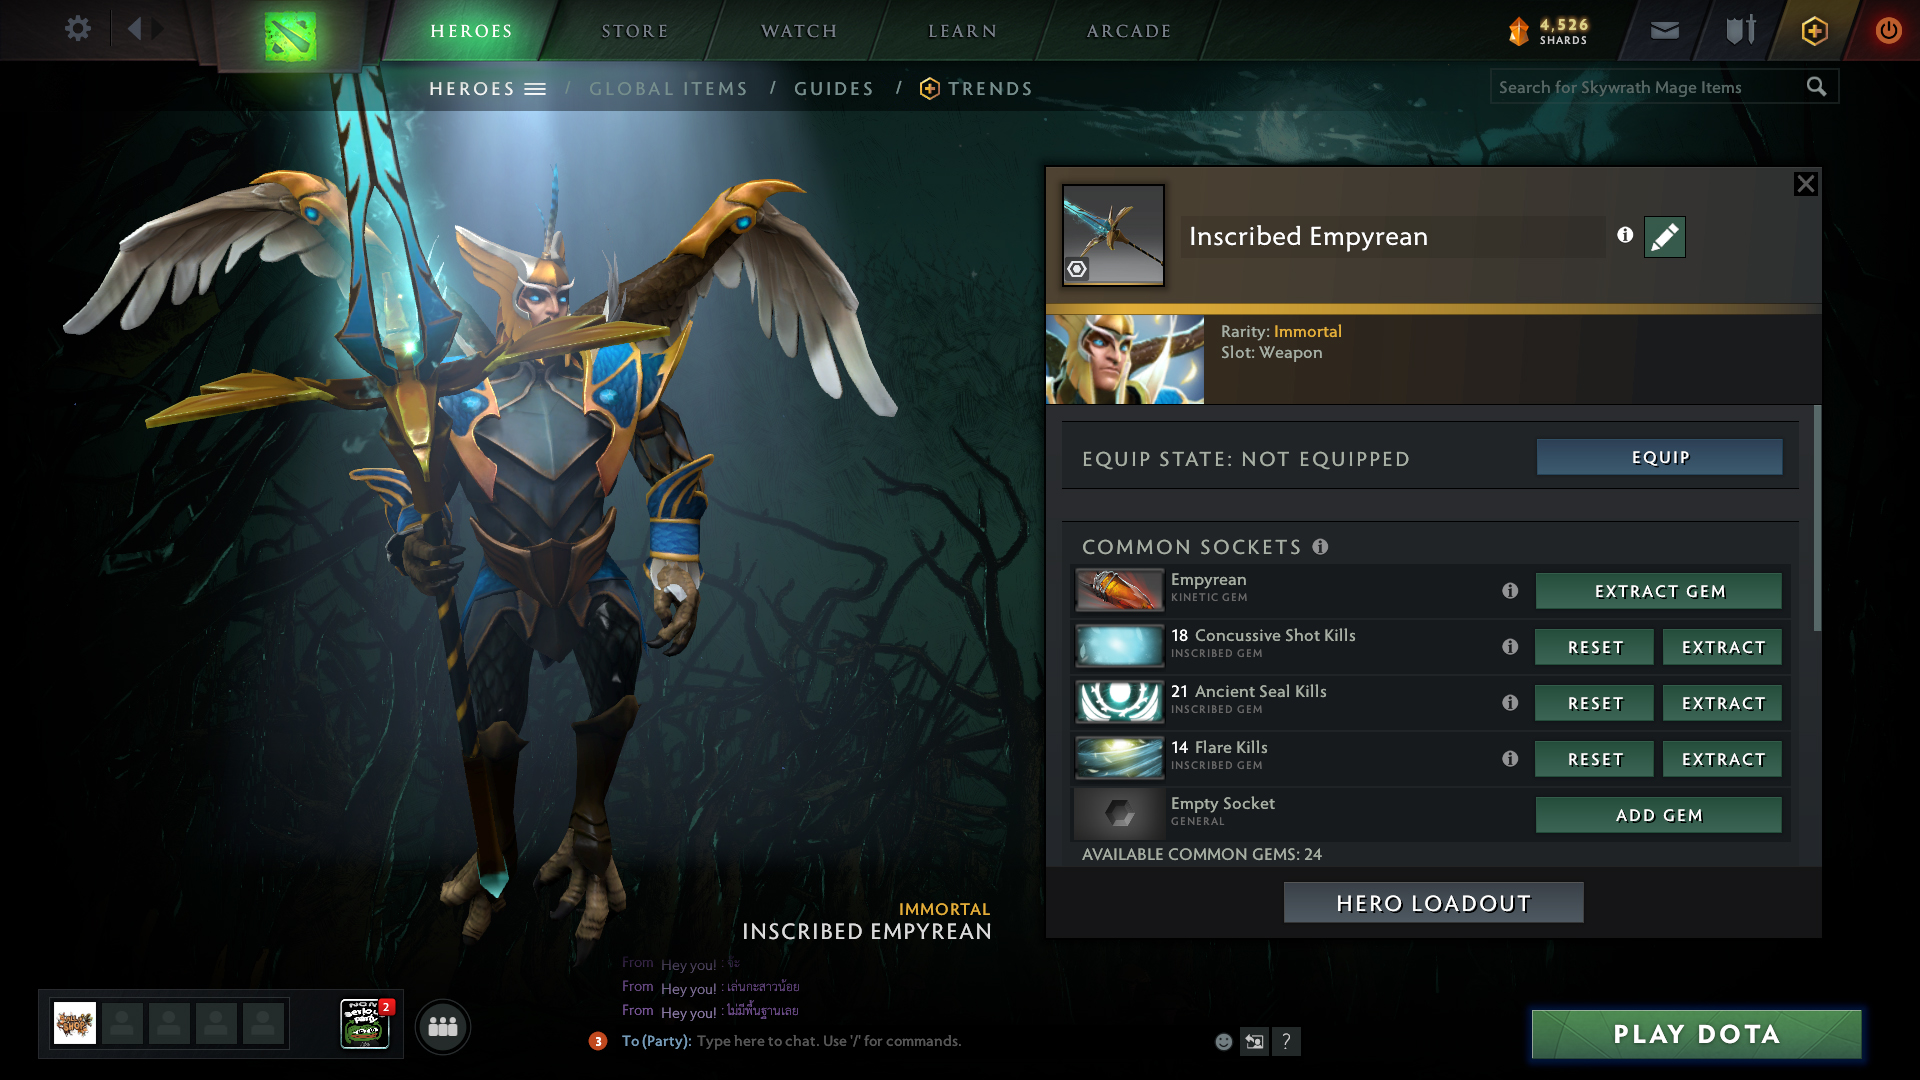 HEROES
STORE
WATCH
LEARN
ARCADE
4,526
SHARDS
HEROES / GLOBAL ITEMS / GUIDES / TRENDS
Search for Skywrath Mage Items
Inscribed Empyrean
Rarity: Immortal
Slot: Weapon
EQUIP STATE: NOT EQUIPPED
EQUIP
COMMON SOCKETS
Empyrean
KINETIC GEM
EXTRACT GEM
18 Concussive Shot Kills
INSCRIBED GEM
RESET
EXTRACT
21 Ancient Seal Kills
INSCRIBED GEM
RESET
EXTRACT
14 Flare Kills
INSCRIBED GEM
RESET
EXTRACT
Empty Socket
GENERAL
ADD GEM
AVAILABLE COMMON GEMS: 24
HERO LOADOUT
IMMORTAL
INSCRIBED EMPYREAN
From Hey you! : จ้ะ
From Hey you! : เล่นกะสาวน้อย
From Hey you! : ไม่มีพื้นฐานเลย
3
To (Party): Type here to chat. Use '/' for commands.
?
2
PLAY DOTA